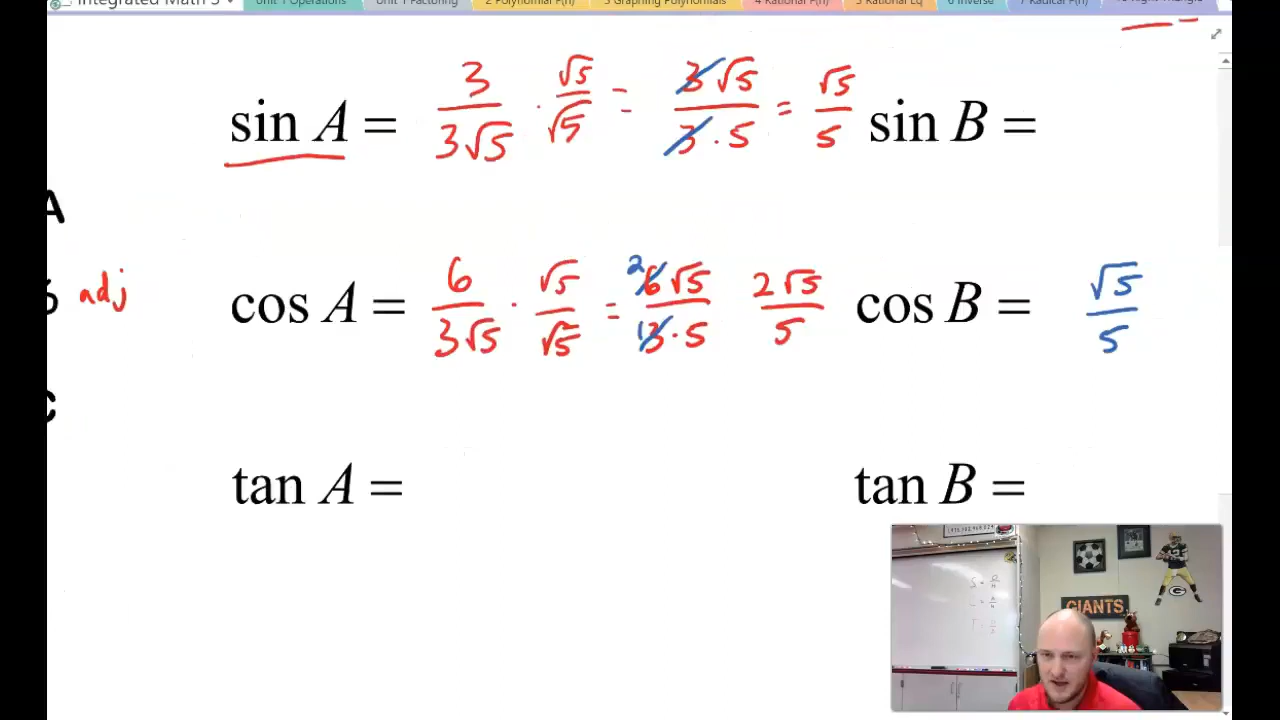 Integrated Math 3
Unit 1 Operations
Unit 1 Factoring
2 Polynomial F(n)
3 Graphing Polynomials
4 Rational F(n)
5 Rational Eq
6 Inverse
7 Radical F(n)
sin A = 3/3√5 · √5/√5 = 3√5/3·5 = √5/5 sin B =
A
6 adj cos A = 6/3√5 · √5/√5 = 2 6√5/1 3·5 2√5/5 cos B = √5/5
C
tan A = tan B =
GIANTS
G